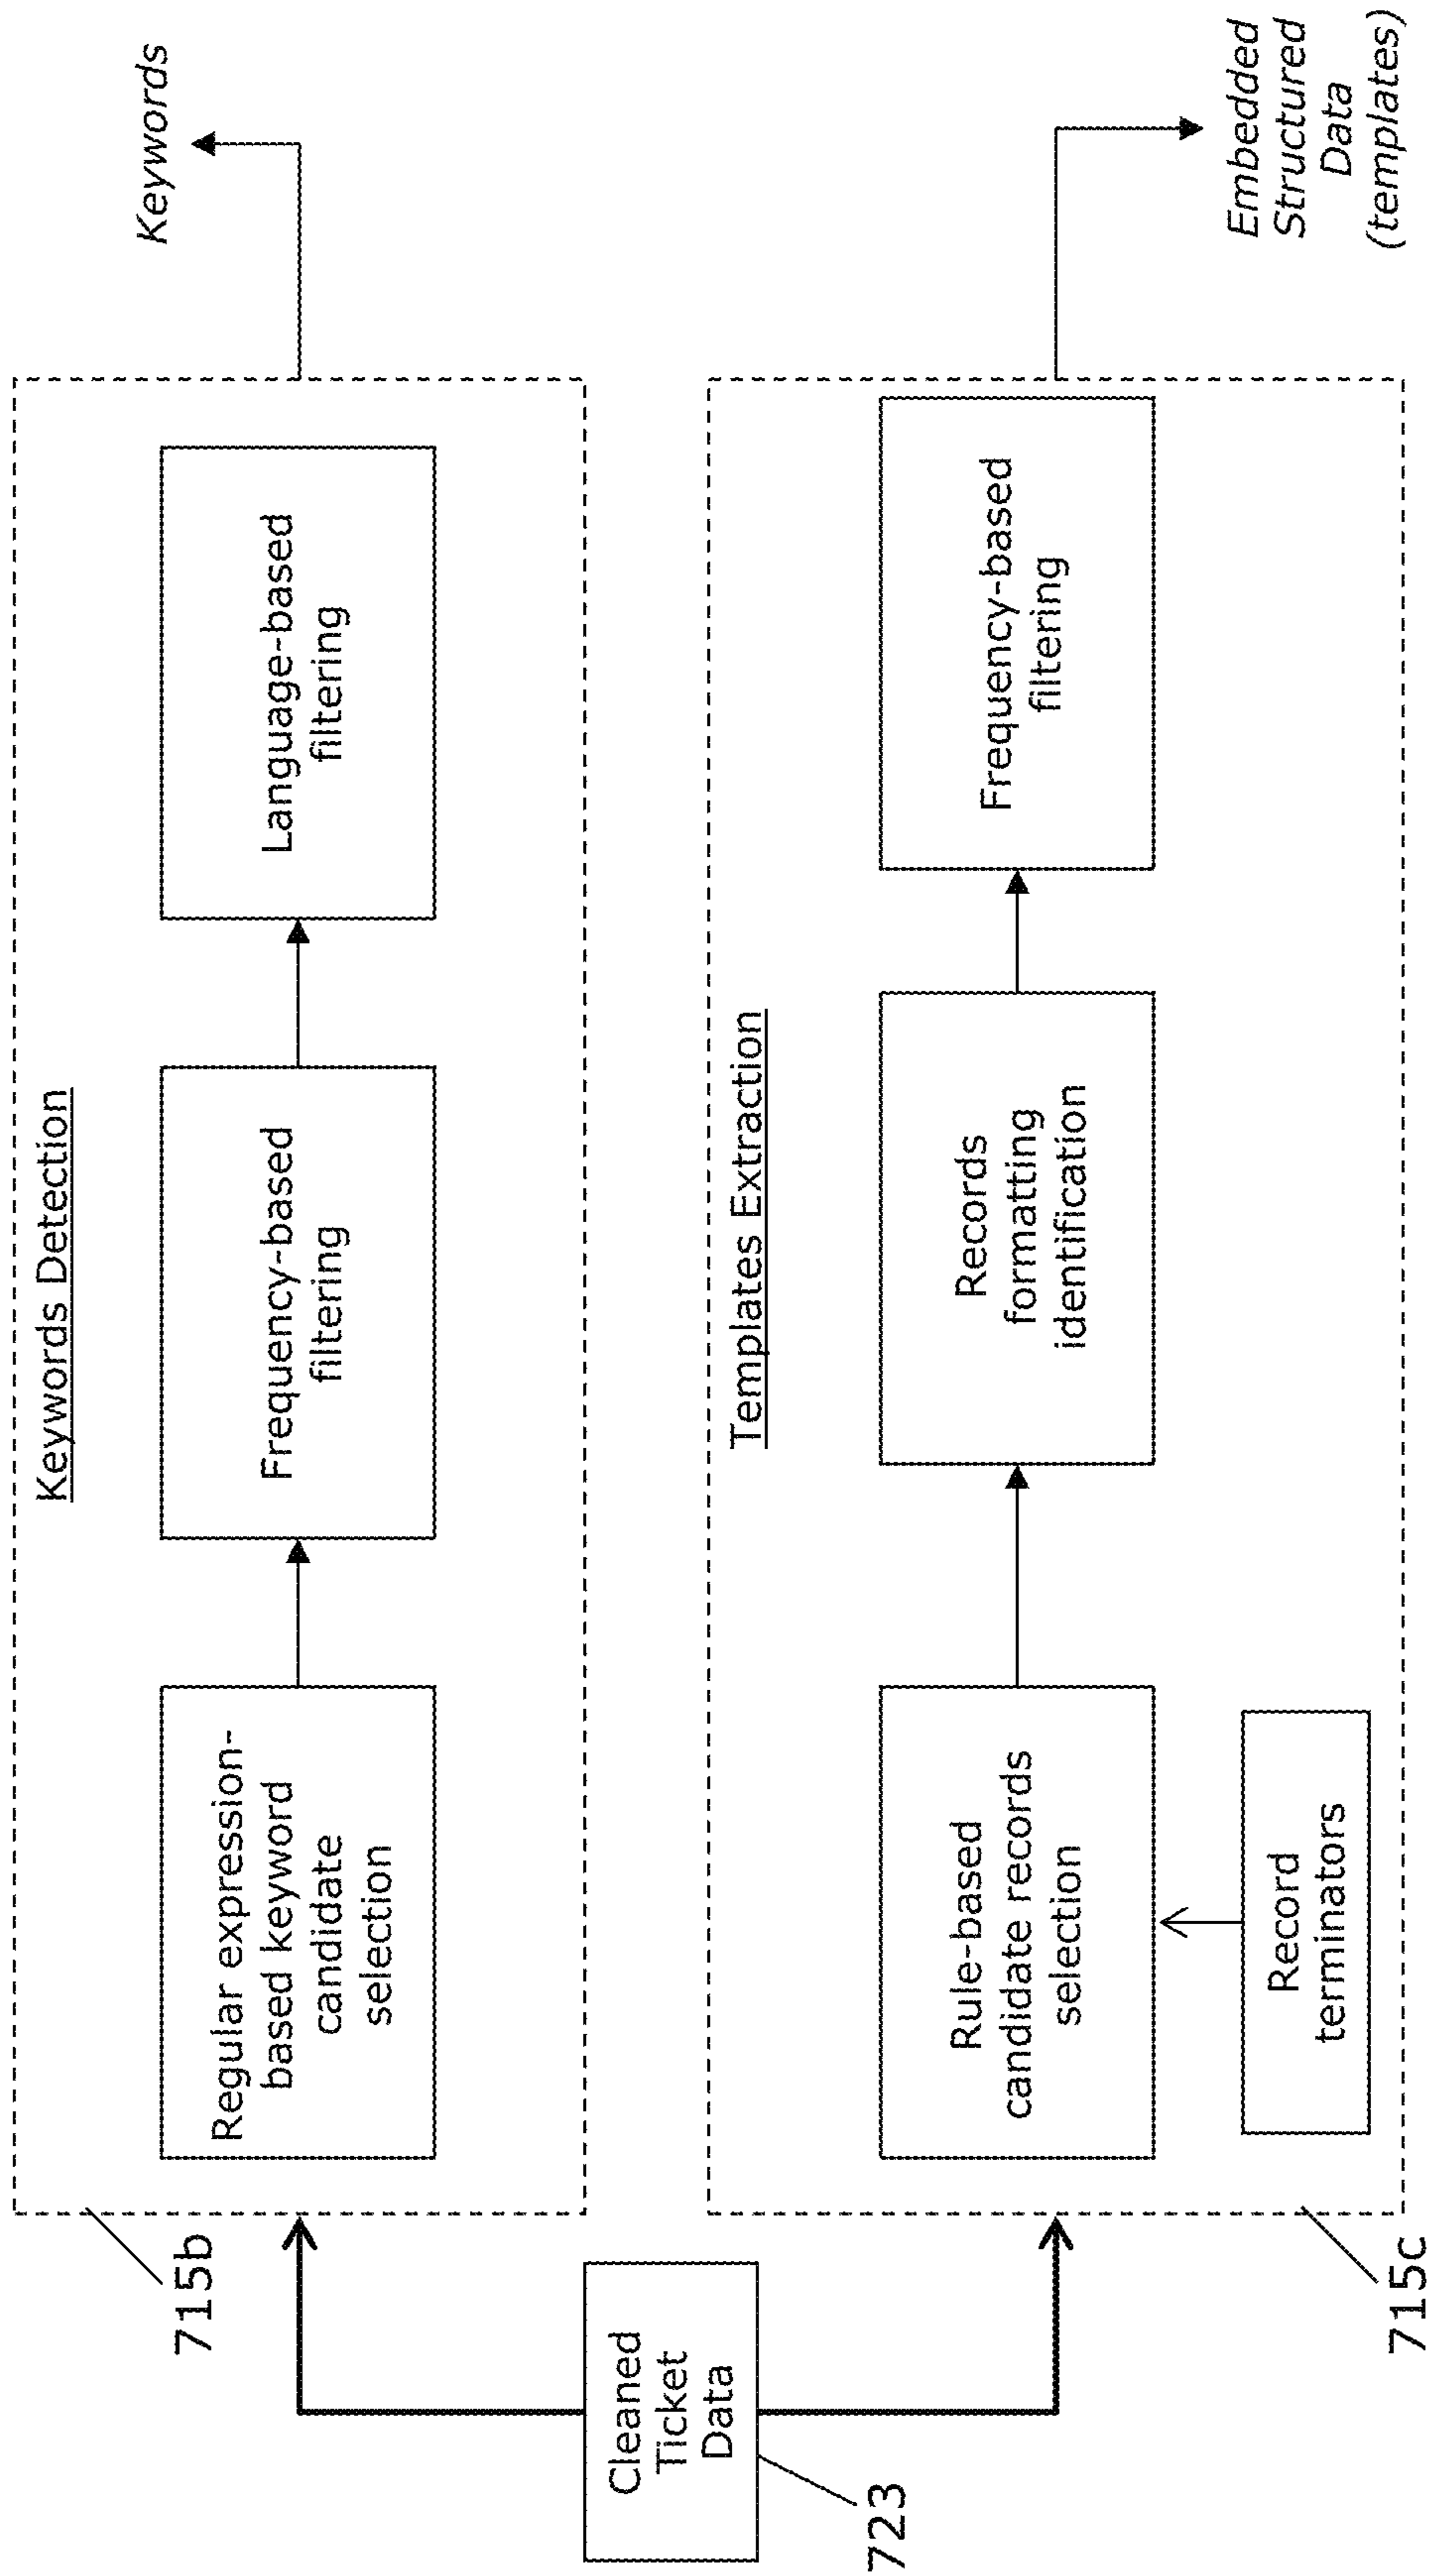 Keywords Detection
715b
Regular expression-
based keyword
candidate
selection
Frequency-based
filtering
Language-based
filtering
Keywords
Cleaned
Ticket
Data
723
Templates Extraction
715c
Rule-based
candidate records
selection
Record
terminators
Records
formatting
identification
Frequency-based
filtering
Embedded
Structured
Data
(templates)